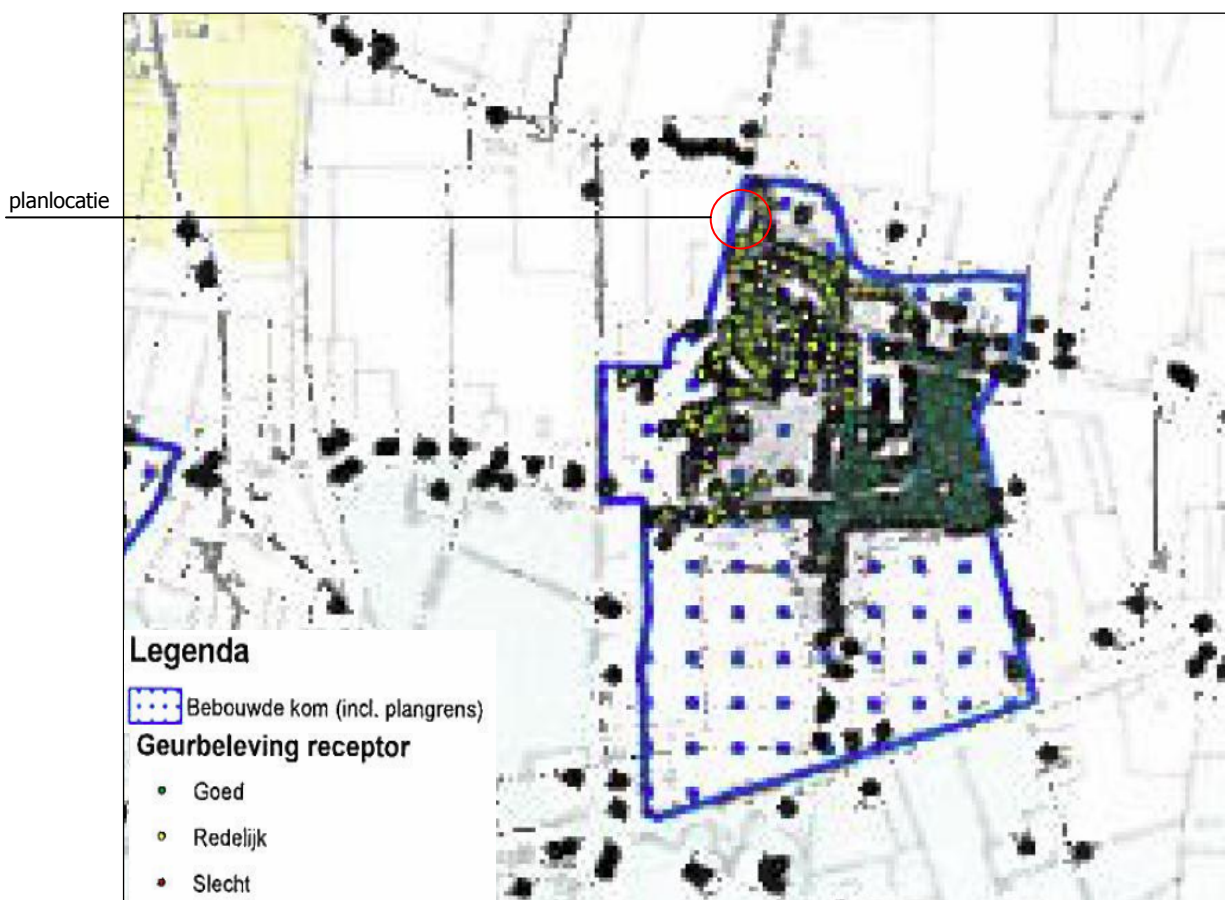 planlocatie
Legenda
Bebouwde kom (incl. plangrens)
Geurbeleving receptor
Goed
Redelijk
Slecht